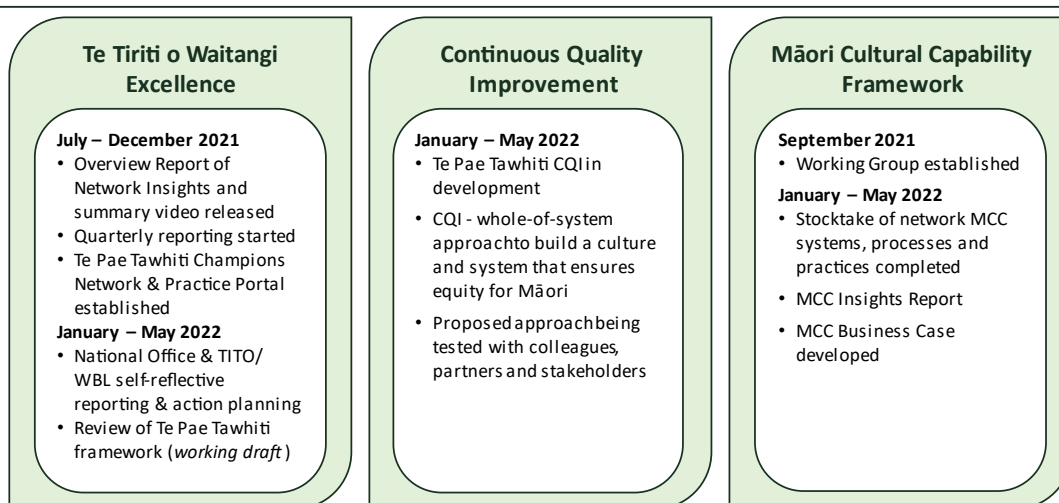 Te Tiriti o Waitangi
Excellence
July – December 2021
• Overview Report of
Network Insights and
summary video released
• Quarterly reporting started
• Te Pae Tawhiti Champions
Network & Practice Portal
established
January – May 2022
• National Office & TITO/
WBL self-reflective
reporting & action planning
• Review of Te Pae Tawhiti
framework (working draft)
Continuous Quality
Improvement
January – May 2022
• Te Pae Tawhiti CQI in
development
• CQI - whole-of-system
approach to build a culture
and system that ensures
equity for Māori
• Proposed approach being
tested with colleagues,
partners and stakeholders
Māori Cultural Capability
Framework
September 2021
• Working Group established
January – May 2022
• Stocktake of network MCC
systems, processes and
practices completed
• MCC Insights Report
• MCC Business Case
developed